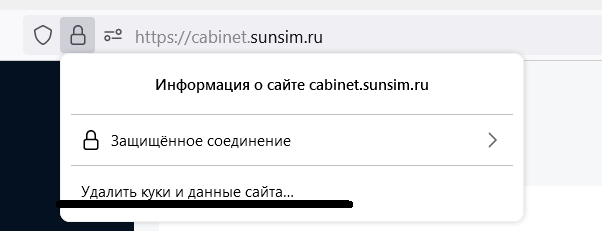 https://cabinet.sunsim.ru
Информация о сайте cabinet.sunsim.ru
Защищённое соединение
Удалить куки и данные сайта...